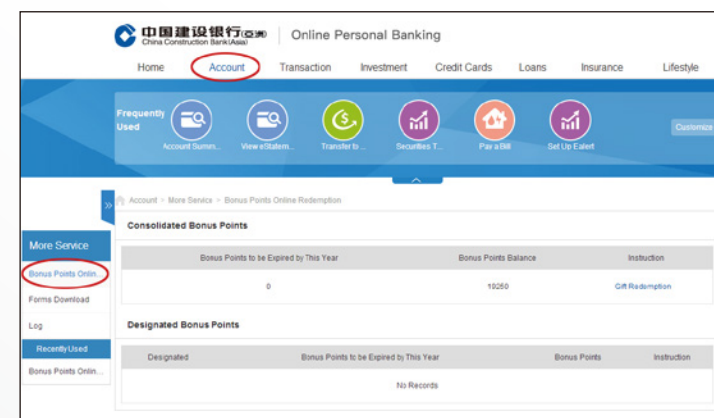 中国建设银行(亞洲)
China Construction Bank(Asia)
Online Personal Banking
Home Account Transaction Investment Credit Cards Loans Insurance Lifestyle
Frequently
Used
Account Summ... View eStatem... Transfer to ... Securities T... Pay a Bill Set Up Ealert
Customize
»
Account > More Service > Bonus Points Online Redemption
Consolidated Bonus Points
More Service
Bonus Points to be Expired by This Year Bonus Points Balance Instruction
Bonus Points Onlin...
0 19250 Gift Redemption
Forms Download
Log
Designated Bonus Points
Recently Used
Designated Bonus Points to be Expired by This Year Bonus Points Instruction
Bonus Points Onlin...
No Records